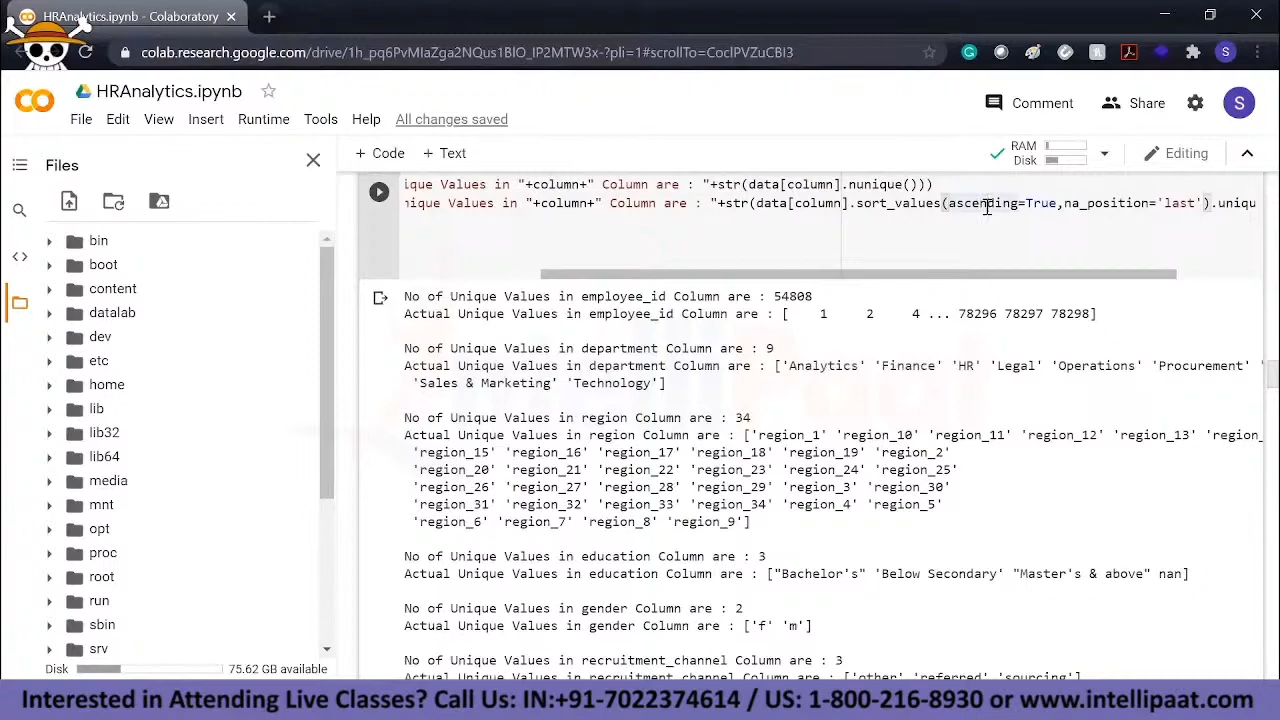 HRAnalytics.ipynb - Colaboratory
colab.research.google.com/drive/1h_pq6PvMIaZga2NQus1BIO_IP2MTW3x-?pli=1#scrollTo=CocIPYZuCBI3
HRAnalytics.ipynb
File Edit View Insert Runtime Tools Help All changes saved
Comment Share S
Files
+ Code + Text
RAM
Disk
Editing
bin
boot
content
datalab
dev
etc
home
lib
lib32
lib64
media
mnt
opt
proc
root
run
sbin
srv
Disk 75.62 GB available
ique Values in "+column+" Column are : "+str(data[column].nunique()))
nique Values in "+column+" Column are : "+str(data[column].sort_values(ascending=True,na_position='last').uniqu
No of Unique Values in employee_id Column are : 54808
Actual Unique Values in employee_id Column are : [ 1 2 4 ... 78296 78297 78298]
No of Unique Values in department Column are : 9
Actual Unique Values in department Column are : ['Analytics' 'Finance' 'HR' 'Legal' 'Operations' 'Procurement' '
'Sales & Marketing' 'Technology']
No of Unique Values in region Column are : 34
Actual Unique Values in region Column are : ['region_1' 'region_10' 'region_11' 'region_12' 'region_13' 'region_
'region_15' 'region_16' 'region_17' 'region_18' 'region_19' 'region_2'
'region_20' 'region_21' 'region_22' 'region_23' 'region_24' 'region_25'
'region_26' 'region_27' 'region_28' 'region_29' 'region_3' 'region_30'
'region_31' 'region_32' 'region_33' 'region_34' 'region_4' 'region_5'
'region_6' 'region_7' 'region_8' 'region_9']
No of Unique Values in education Column are : 3
Actual Unique Values in education Column are : ["Bachelor's" 'Below Secondary' "Master's & above" nan]
No of Unique Values in gender Column are : 2
Actual Unique Values in gender Column are : ['f' 'm']
No of Unique Values in recruitment_channel Column are : 3
Actual Unique Values in recruitment_channel Column are : ['other' 'referred' 'sourcing']
Interested in Attending Live Classes? Call Us: IN:+91-7022374614 / US: 1-800-216-8930 or www.intellipaat.com